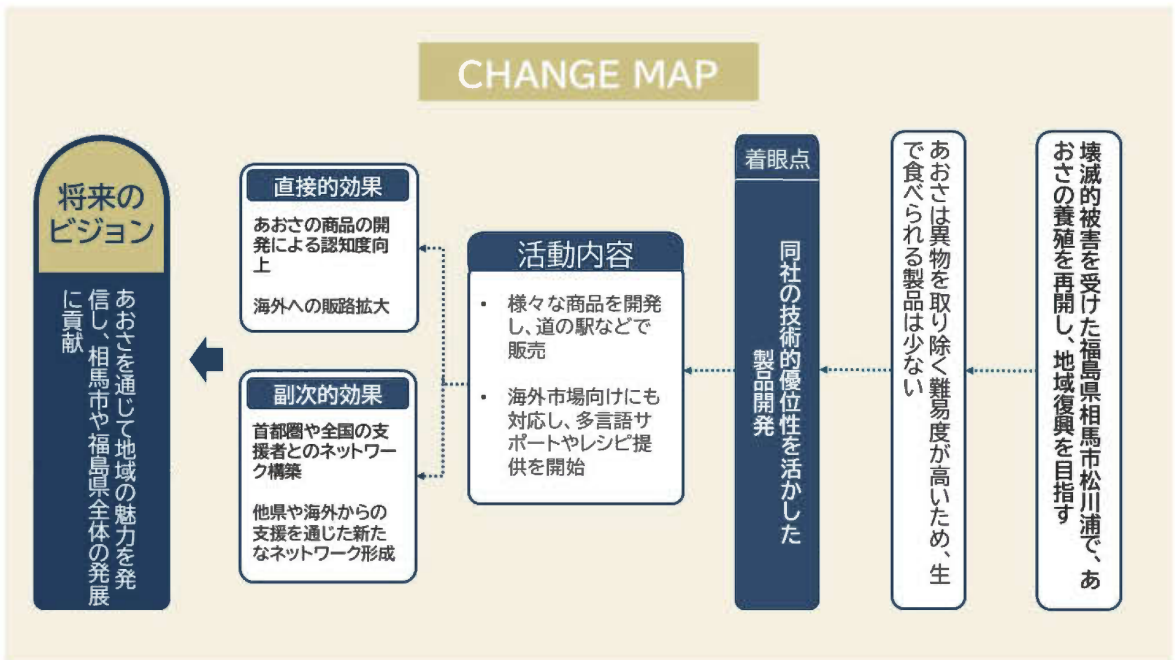 CHANGE MAP
壊滅的被害を受けた福島県相馬市松川浦で、あ
おさの養殖を再開し、地域復興を目指す
あおさは異物を取り除く難易度が高いため、生
で食べられる製品は少ない
着眼点
同社の技術的優位性を活かした
製品開発
活動内容
• 様々な商品を開発
し、道の駅などで
販売
• 海外市場向けにも
対応し、多言語サ
ポートやレシピ提
供を開始
直接的効果
あおさの商品の開
発による認知度向
上
海外への販路拡大
副次的効果
首都圏や全国の支
援者とのネットワー
ク構築
他県や海外からの
支援を通じた新た
なネットワーク形成
将来の
ビジョン
あおさを通じて地域の魅力を発
信し、相馬市や福島県全体の発展
に貢献